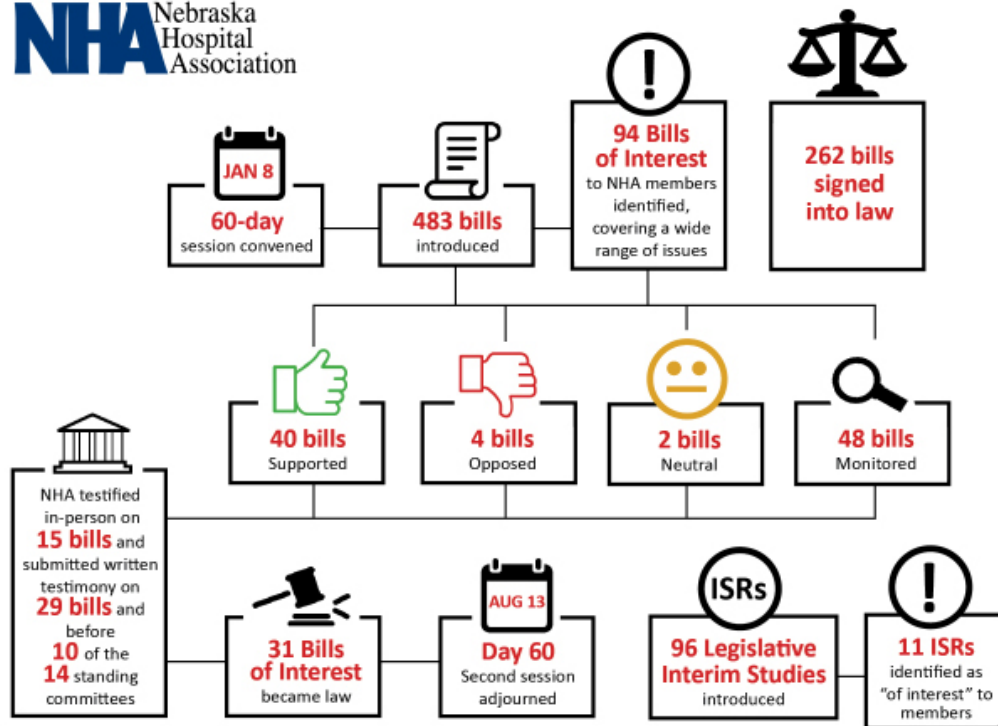 NHA Nebraska
Hospital
Association
JAN 8
60-day
session convened
483 bills
introduced
!
94 Bills
of Interest
to NHA members
identified,
covering a wide
range of issues
262 bills
signed
into law
40 bills
Supported
4 bills
Opposed
2 bills
Neutral
48 bills
Monitored
NHA testified
in-person on
15 bills and
submitted written
testimony on
29 bills and
before
10 of the
14 standing
committees
31 Bills
of Interest
became law
AUG 13
Day 60
Second session
adjourned
ISRs
96 Legislative
Interim Studies
introduced
!
11 ISRs
identified as
“of interest” to
members